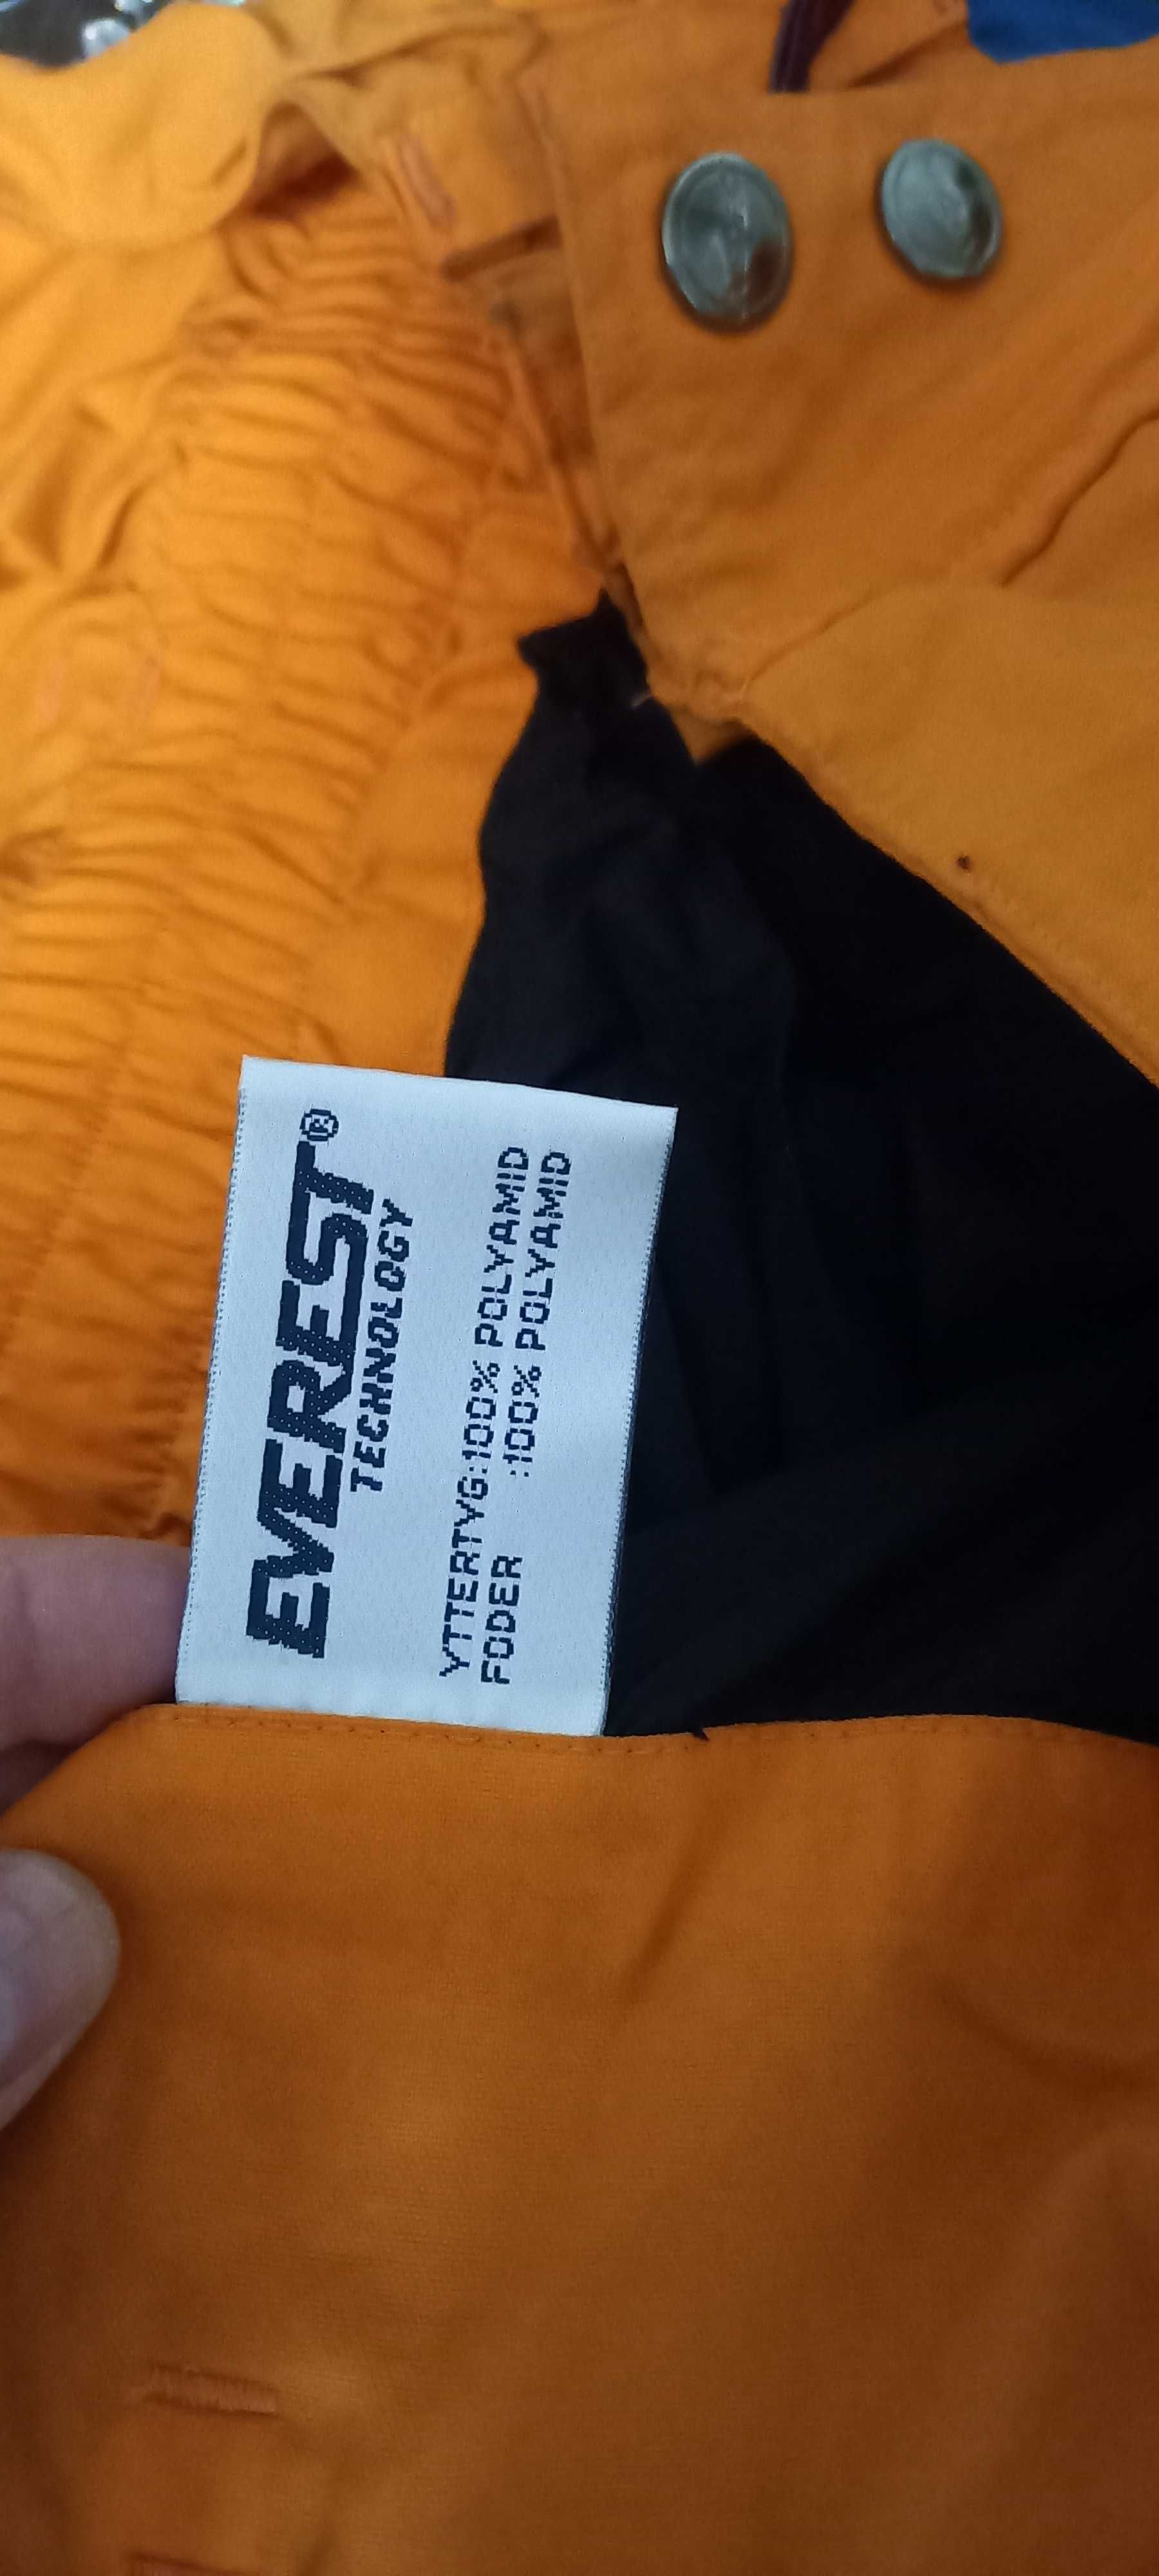 EVEREST®
TECHNOLOGY
YTTERTYG:100% POLYAMID
FODER :100% POLYAMID